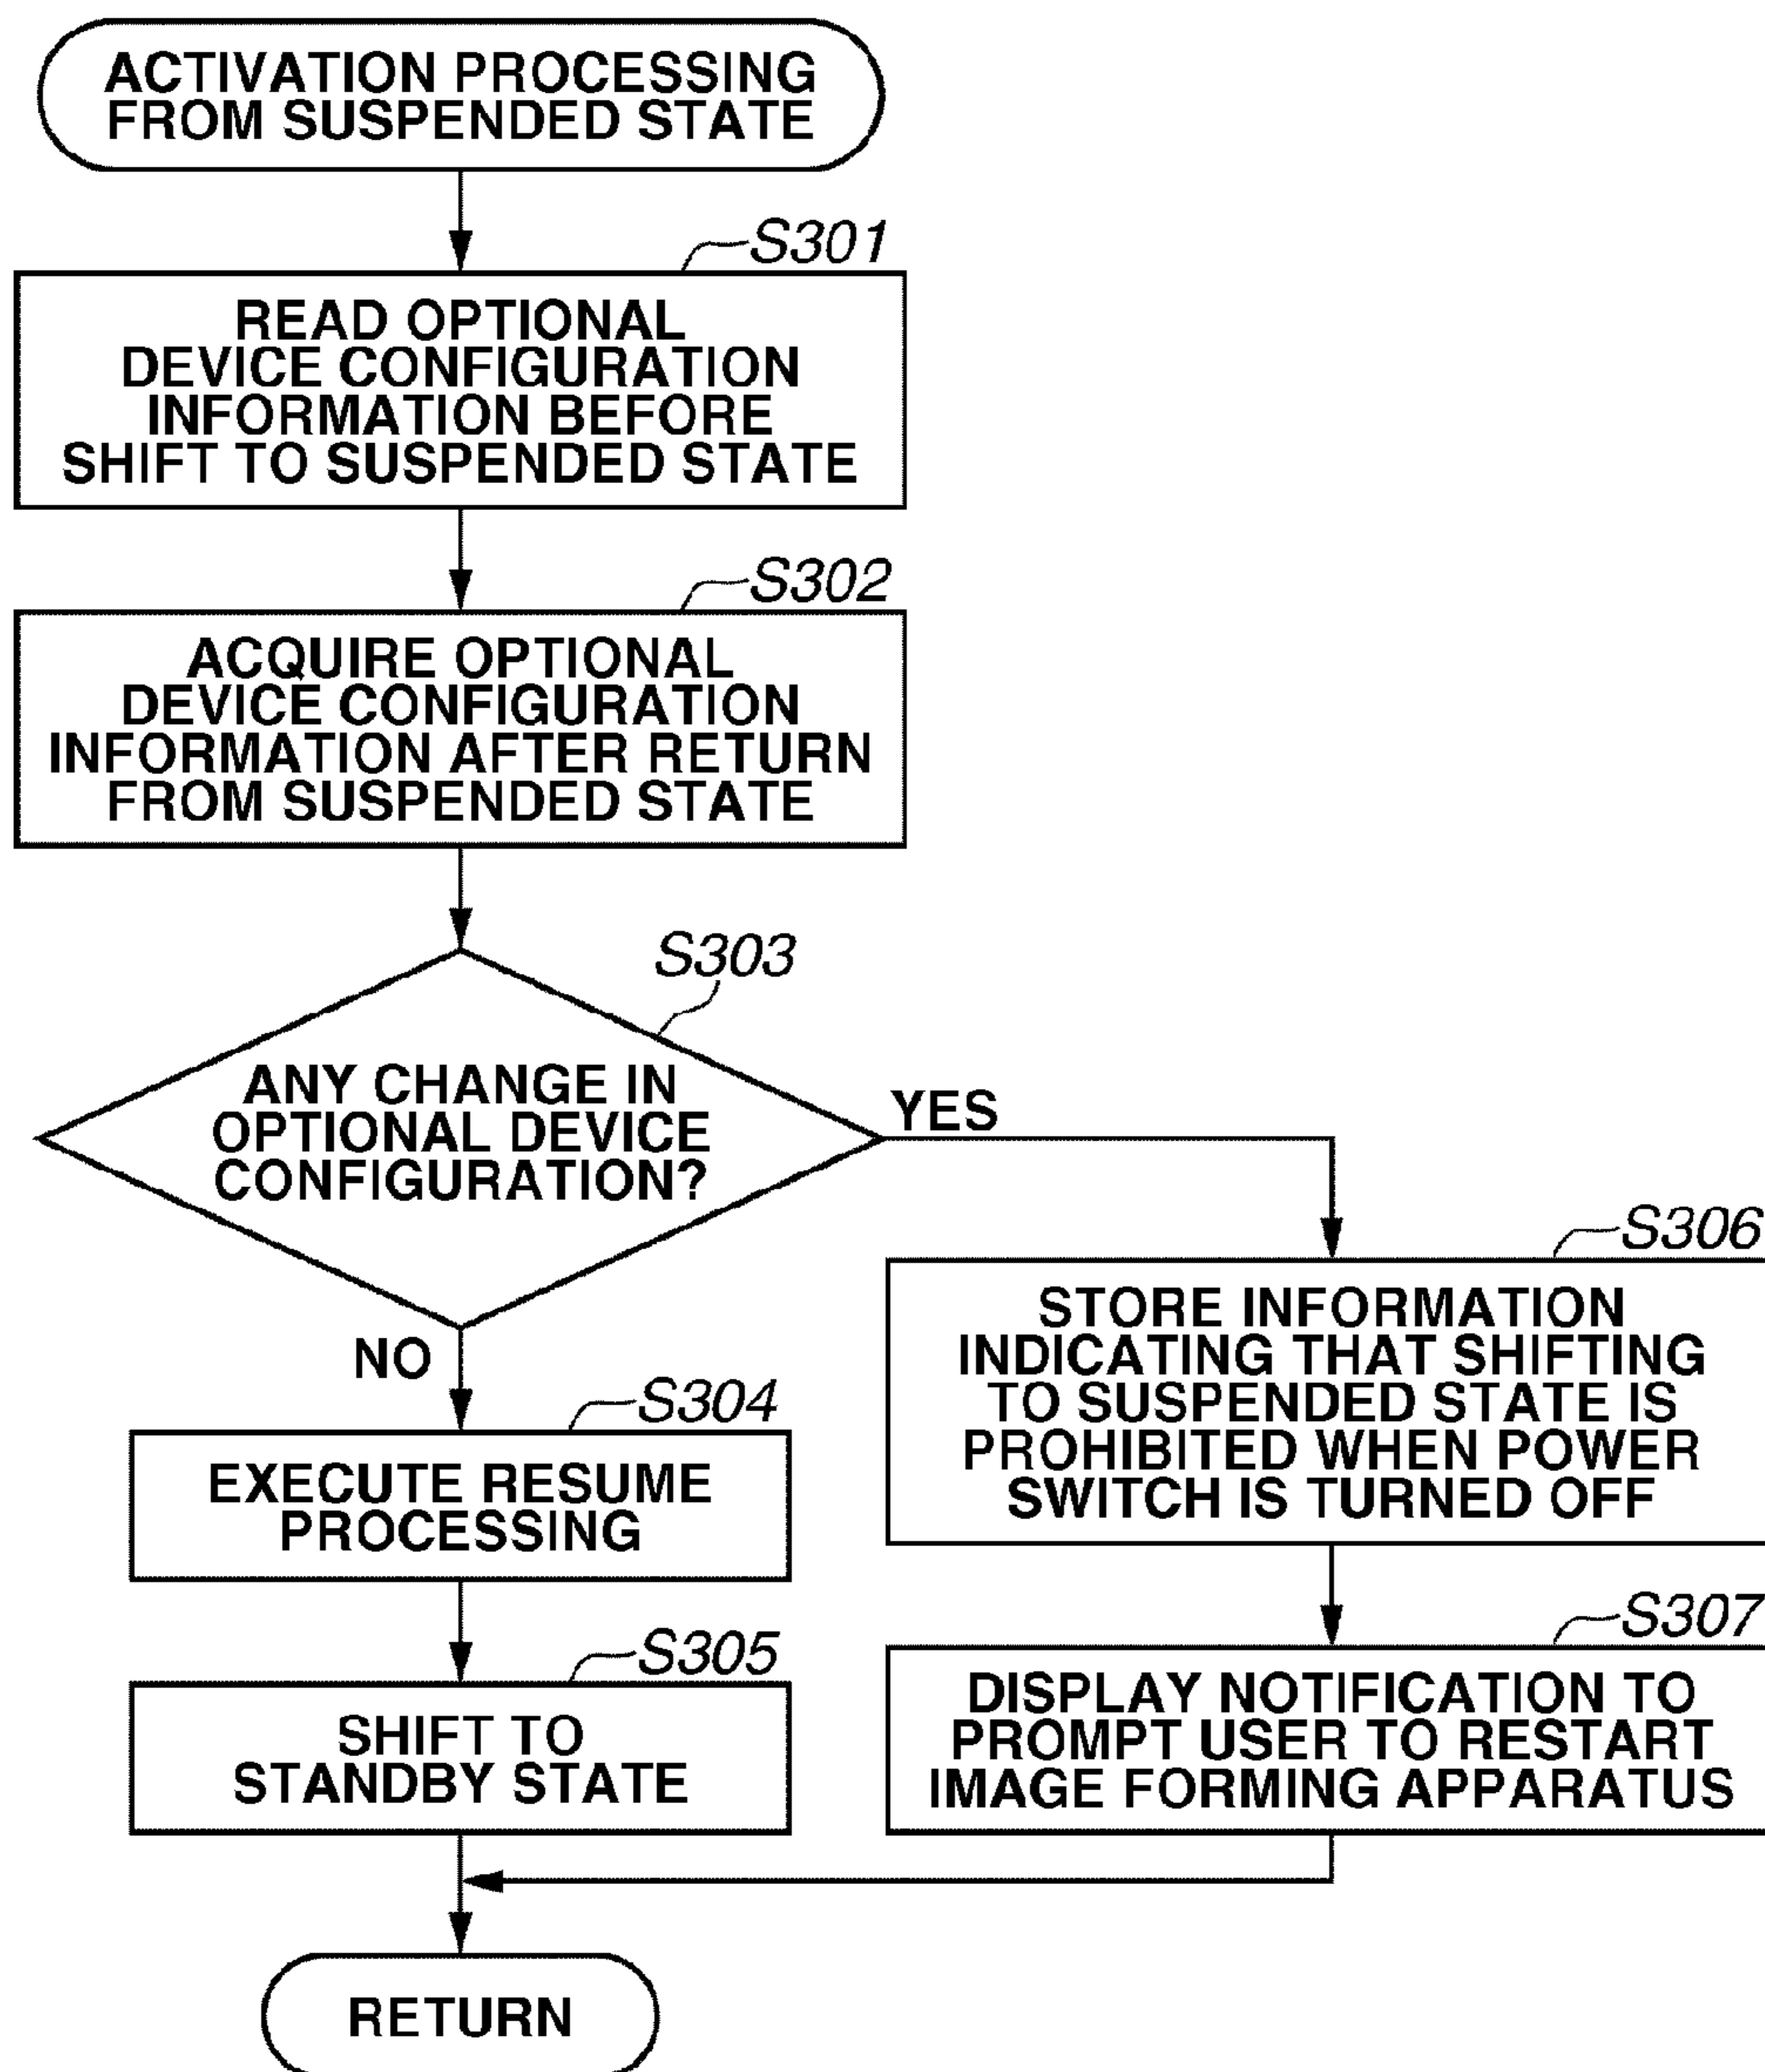 ACTIVATION PROCESSING
FROM SUSPENDED STATE
S301
READ OPTIONAL
DEVICE CONFIGURATION
INFORMATION BEFORE
SHIFT TO SUSPENDED STATE
S302
ACQUIRE OPTIONAL
DEVICE CONFIGURATION
INFORMATION AFTER RETURN
FROM SUSPENDED STATE
S303
ANY CHANGE IN
OPTIONAL DEVICE
CONFIGURATION?
YES
NO
S304
EXECUTE RESUME
PROCESSING
S305
SHIFT TO
STANDBY STATE
S306
STORE INFORMATION
INDICATING THAT SHIFTING
TO SUSPENDED STATE IS
PROHIBITED WHEN POWER
SWITCH IS TURNED OFF
S307
DISPLAY NOTIFICATION TO
PROMPT USER TO RESTART
IMAGE FORMING APPARATUS
RETURN